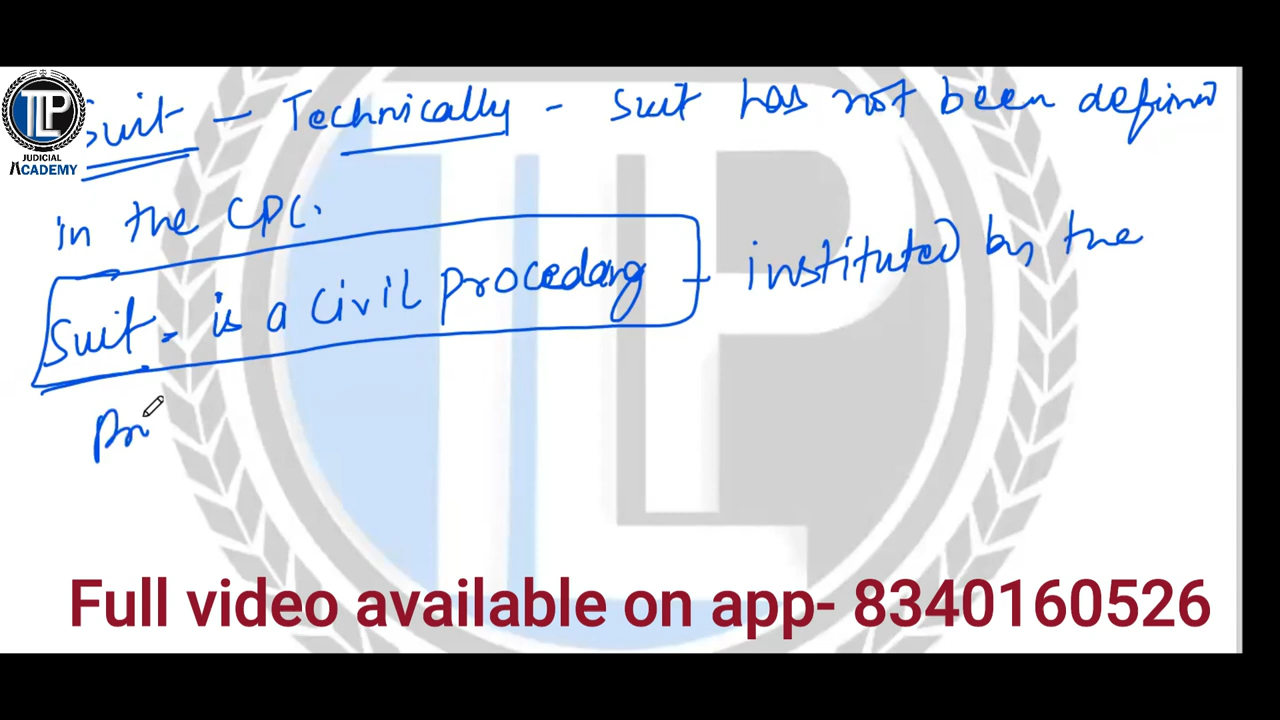 TLP
JUDICIAL
ACADEMY
Suit - Technically - Suit has not been defined
in the CPC.
Suit - is a civil proceding - instituted by the
Full video available on app- 8340160526